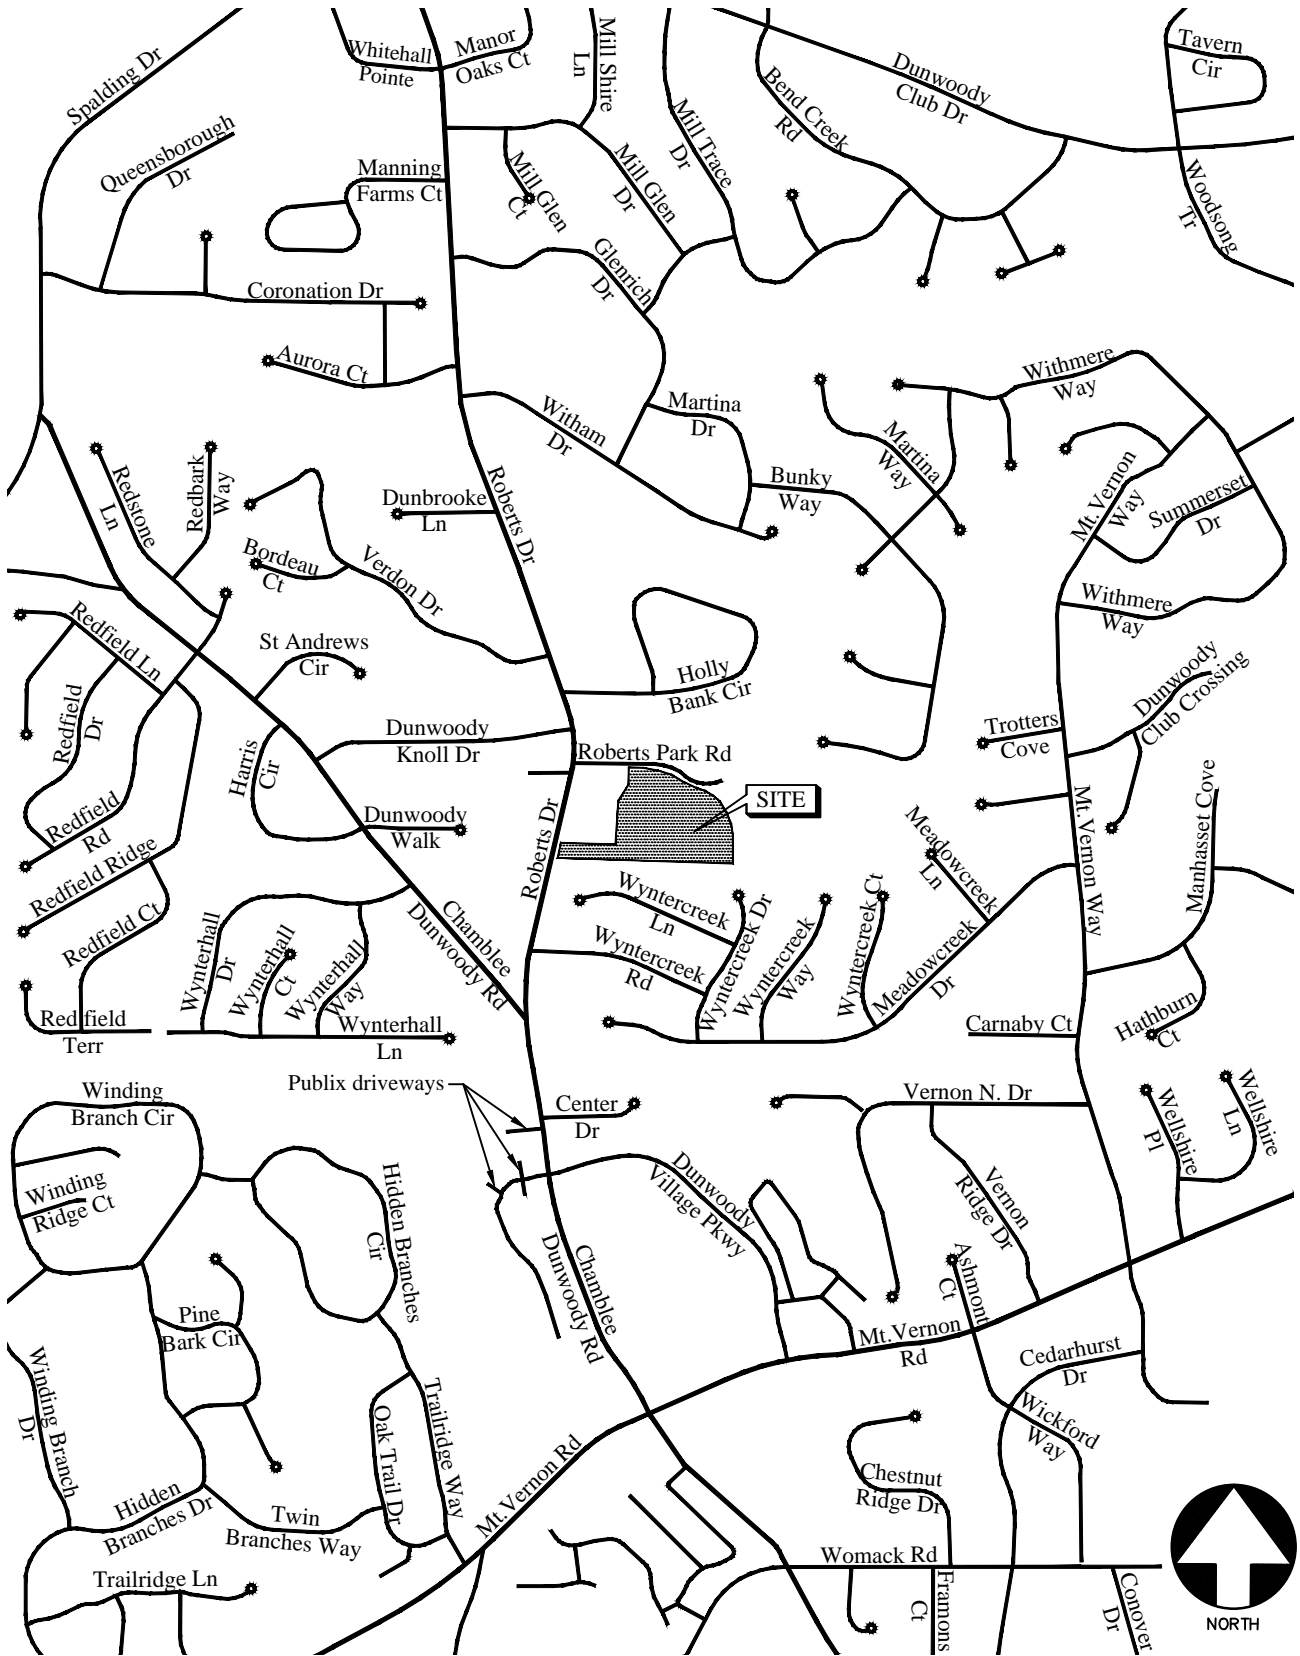 Whitehall
Pointe
Manor
Oaks Ct
Mill Shire
Ln
Dunwoody
Club Dr
Tavern
Cir
Spalding Dr
Queensborough
Dr
Manning
Farms Ct
Mill Glen
Ct
Mill Glen
Dr
Mill Trace
Dr
Bend Creek
Rd
Woodsong
Tr
Glenrich
Dr
Coronation Dr
Aurora Ct
Witham
Dr
Martina
Dr
Martina
Way
Withmere
Way
Redstone
Ln
Redbark
Way
Dunbrooke
Ln
Roberts Dr
Bunky
Way
Mt.Vernon
Way
Summerset
Dr
Bordeau
Ct
Verdon Dr
Withmere
Way
Redfield Ln
St Andrews
Cir
Holly
Bank Cir
Dunwoody
Club Crossing
Redfield
Dr
Harris
Cir
Dunwoody
Knoll Dr
Roberts Park Rd
Trotters
Cove
SITE
Redfield
Rd
Dunwoody
Walk
Roberts Dr
Meadowcreek
Ln
Mt.Vernon Way
Manhasset Cove
Redfield Ridge
Redfield Ct
Wynterhall
Dr
Wynterhall
Ct
Wynterhall
Way
Chamblee
Dunwoody Rd
Wyntercreek
Ln
Wyntercreek
Rd
Wyntercreek Dr
Wyntercreek
Way
Wyntercreek Ct
Meadowcreek
Dr
Redfield
Terr
Wynterhall
Ln
Carnaby Ct
Hathburn
Ct
Publix driveways
Winding
Branch Cir
Center
Dr
Vernon N. Dr
Wellshire
Pl
Wellshire
Ln
Winding
Ridge Ct
Hidden Branches
Cir
Dunwoody
Village Pkwy
Vernon
Ridge Dr
Chamblee
Dunwoody Rd
Ashmont
Ct
Pine
Bark Cir
Mt.Vernon
Rd
Cedarhurst
Dr
Winding Branch
Dr
Trailridge Way
Oak Trail Dr
Wickford
Way
Mt.Vernon Rd
Chestnut
Ridge Dr
Hidden
Branches Dr
Twin
Branches Way
Womack Rd
Trailridge Ln
Framons
Ct
Conover
Dr
NORTH